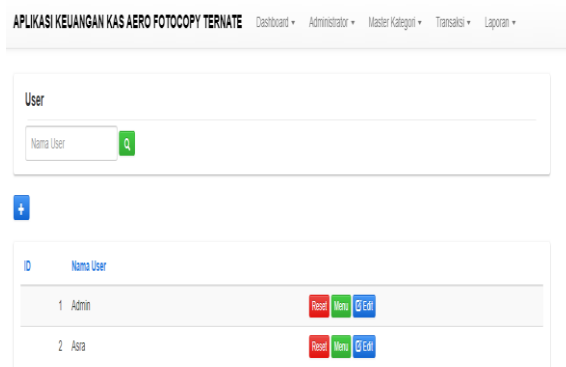 APLIKASI KEUANGAN KAS AERO FOTOCOPY TERNATE Dashboard Administrator Master Kategori Transaksi Laporan
User
Nama User
ID Nama User
1 Admin Reset Menu Edit
2 Asra Reset Menu Edit